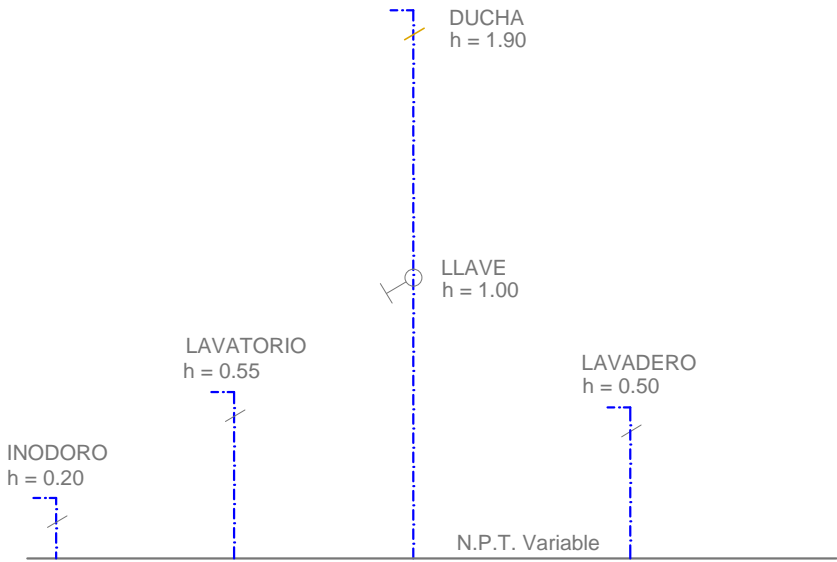 DUCHA
h = 1.90
LLAVE
h = 1.00
LAVATORIO
h = 0.55
LAVADERO
h = 0.50
INODORO
h = 0.20
N.P.T. Variable